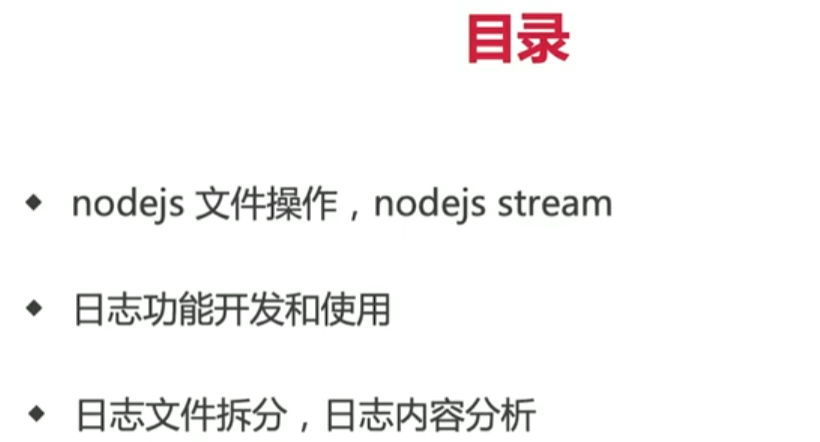 目录
◆ nodejs 文件操作，nodejs stream
◆ 日志功能开发和使用
◆ 日志文件拆分，日志内容分析